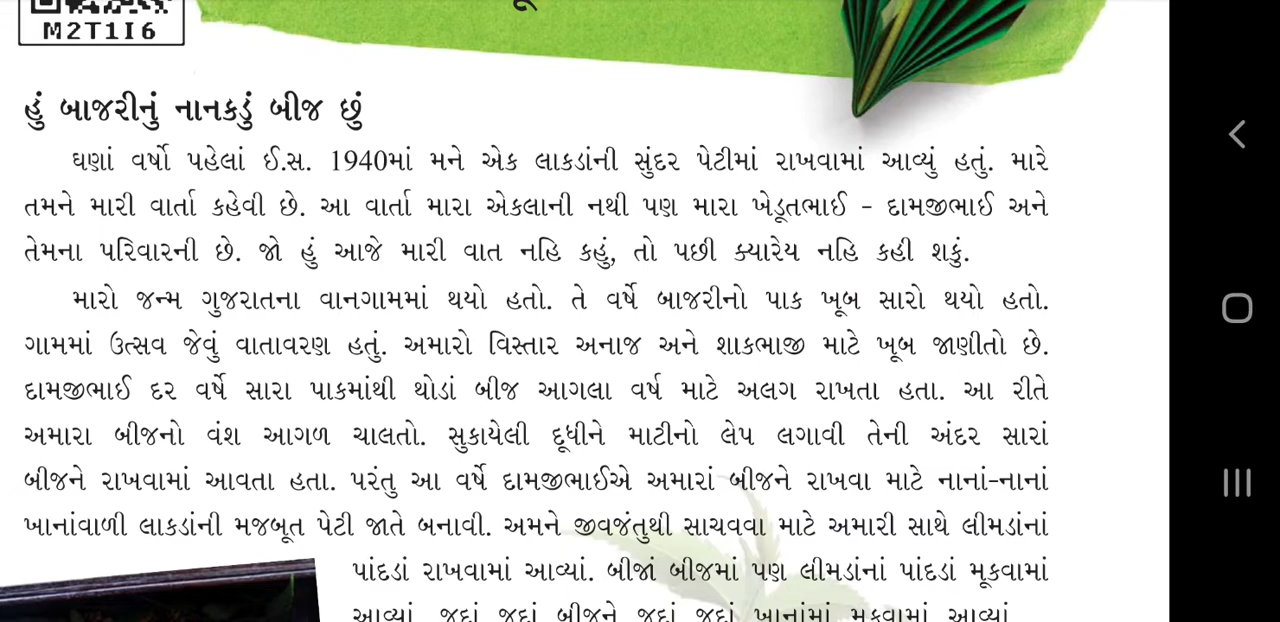 M2T1I6
હું બાજરીનું નાનકડું બીજ છું
ઘણાં વર્ષો પહેલાં ઈ.સ. 1940માં મને એક લાકડાંની સુંદર પેટીમાં રાખવામાં આવ્યું હતું. મારે
તમને મારી વાર્તા કહેવી છે. આ વાર્તા મારા એકલાની નથી પણ મારા ખેડૂતભાઈ - દામજીભાઈ અને
તેમના પરિવારની છે. જો હું આજે મારી વાત નહિ કહું, તો પછી ક્યારેય નહિ કહી શકું.
મારો જન્મ ગુજરાતના વાનગામમાં થયો હતો. તે વર્ષે બાજરીનો પાક ખૂબ સારો થયો હતો.
ગામમાં ઉત્સવ જેવું વાતાવરણ હતું. અમારો વિસ્તાર અનાજ અને શાકભાજી માટે ખૂબ જાણીતો છે.
દામજીભાઈ દર વર્ષે સારા પાકમાંથી થોડાં બીજ આગલા વર્ષ માટે અલગ રાખતા હતા. આ રીતે
અમારા બીજનો વંશ આગળ ચાલતો. સુકાયેલી દૂધીને માટીનો લેપ લગાવી તેની અંદર સારાં
બીજને રાખવામાં આવતા હતા. પરંતુ આ વર્ષે દામજીભાઈએ અમારાં બીજને રાખવા માટે નાનાં-નાનાં
ખાનાંવાળી લાકડાંની મજબૂત પેટી જાતે બનાવી. અમને જીવજંતુથી સાચવવા માટે અમારી સાથે લીમડાંનાં
પાંદડાં રાખવામાં આવ્યાં. બીજાં બીજમાં પણ લીમડાંનાં પાંદડાં મૂકવામાં
આવ્યાં જુદાં જુદાં બીજને જુદાં જુદાં ખાનાંમાં મૂકવામાં આવ્યાં